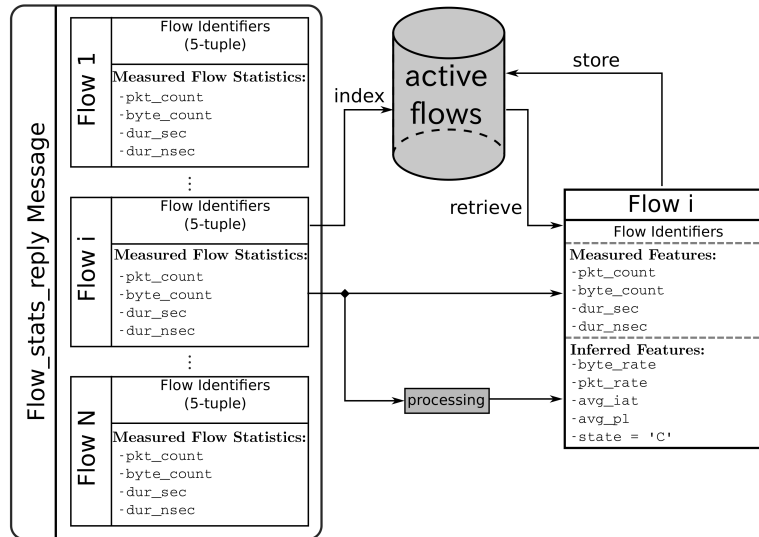 Flow_stats_reply Message
Flow 1
Flow Identifiers
(5-tuple)
Measured Flow Statistics:
-pkt_count
-byte_count
-dur_sec
-dur_nsec
⋮
Flow i
Flow Identifiers
(5-tuple)
Measured Flow Statistics:
-pkt_count
-byte_count
-dur_sec
-dur_nsec
⋮
Flow N
Flow Identifiers
(5-tuple)
Measured Flow Statistics:
-pkt_count
-byte_count
-dur_sec
-dur_nsec
index
active
flows
store
retrieve
processing
Flow i
Flow Identifiers
Measured Features:
-pkt_count
-byte_count
-dur_sec
-dur_nsec
Inferred Features:
-byte_rate
-pkt_rate
-avg_iat
-avg_pl
-state = 'C'